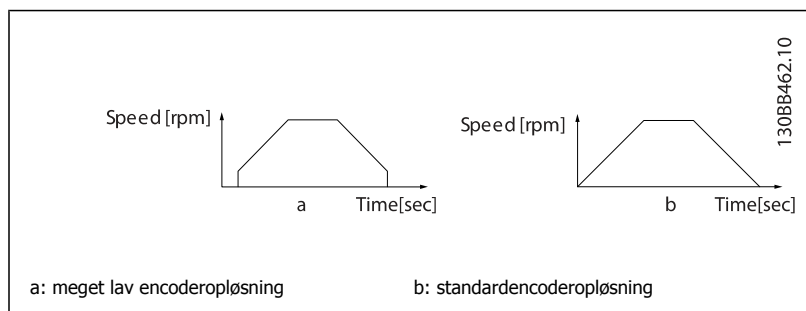 130BB462.10
Speed [rpm]
Speed [rpm]
a
Time[sec]
b
Time[sec]
a: meget lav encoderopløsning
b: standardencoderopløsning